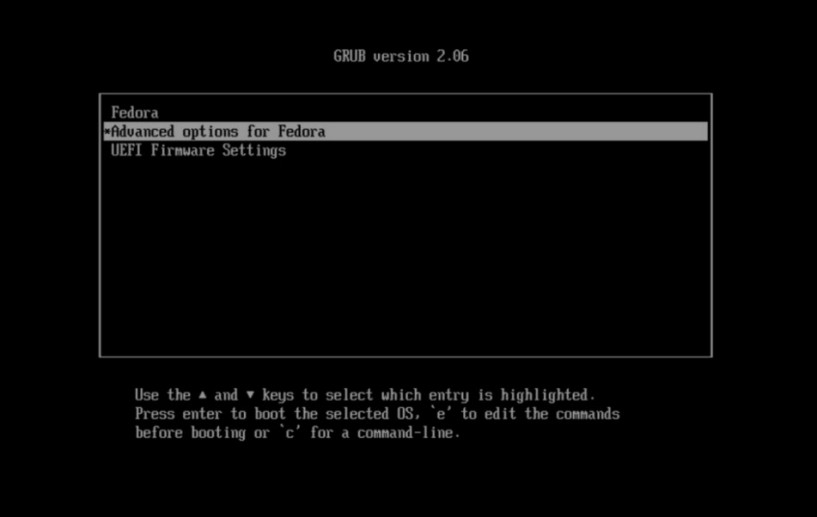 GRUB version 2.06
Fedora
*Advanced options for Fedora
UEFI Firmware Settings
Use the ▲ and ▼ keys to select which entry is highlighted.
Press enter to boot the selected OS, `e' to edit the commands
before booting or `c' for a command-line.